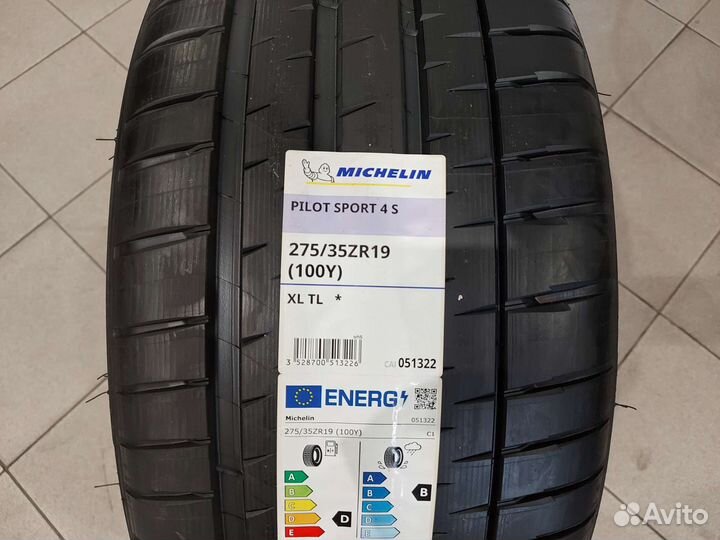 MICHELIN
PILOT SPORT 4 S
275/35ZR19
(100Y)
XL TL *
3 528700 513226
CAI 051322
ENERG
Michelin 051322
275/35ZR19 (100Y) C1
A A
B B B
C C
D D D
E E
Avito